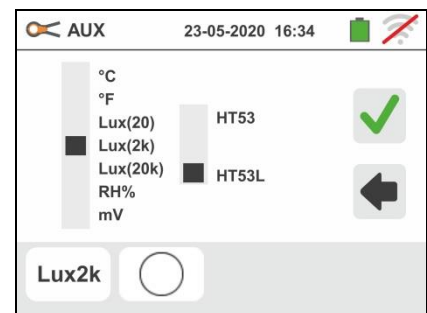 AUX 23-05-2020 16:34
°C
°F
Lux(20)
Lux(2k)
Lux(20k)
RH%
mV
HT53
HT53L
Lux2k